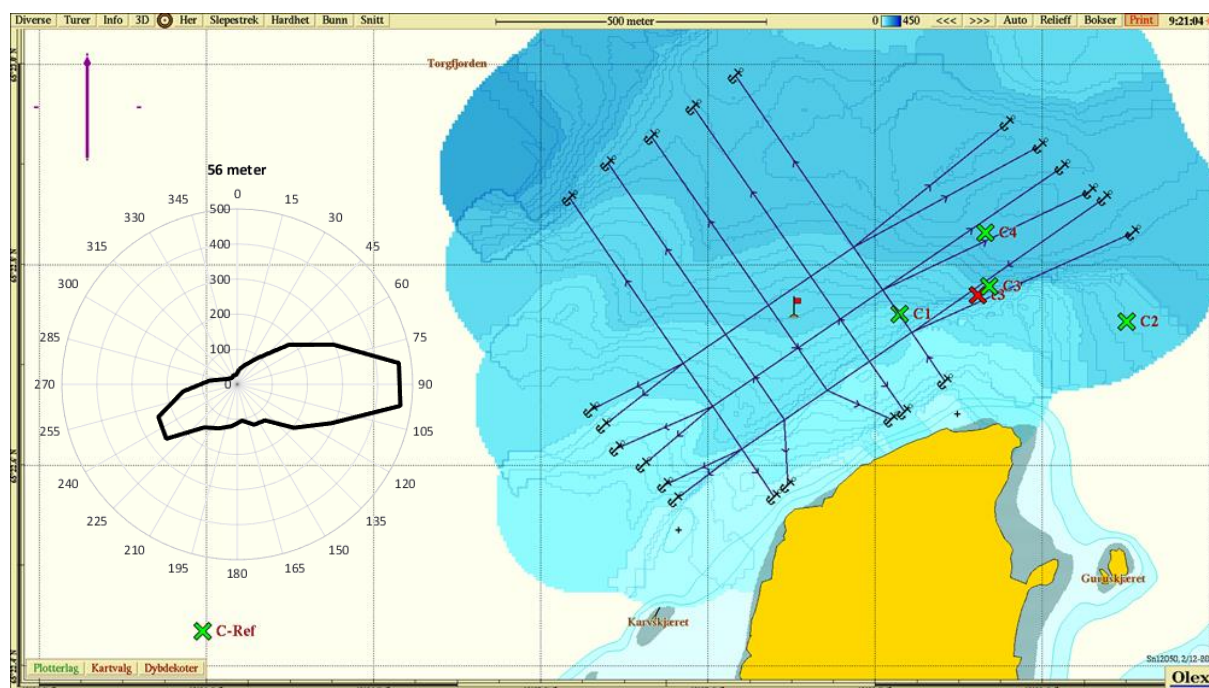 Diverse Turer Info 3D Her Slepestrek Hardhet Bunn Snitt 500 meter 0 450 <<< >>> Auto Relieff Bokser Print 9:21:04
Torgfjorden
56 meter
0
345 15
330 30
315 45
300 60
285 75
270 90
255 105
240 120
225 135
210 150
195 165
180
500
400
300
200
100
0
C4
C3
C1
C2
Gurgskjæret
Karvskjæret
C-Ref
Plotterlag Kartvalg Dybdekoter
Olex